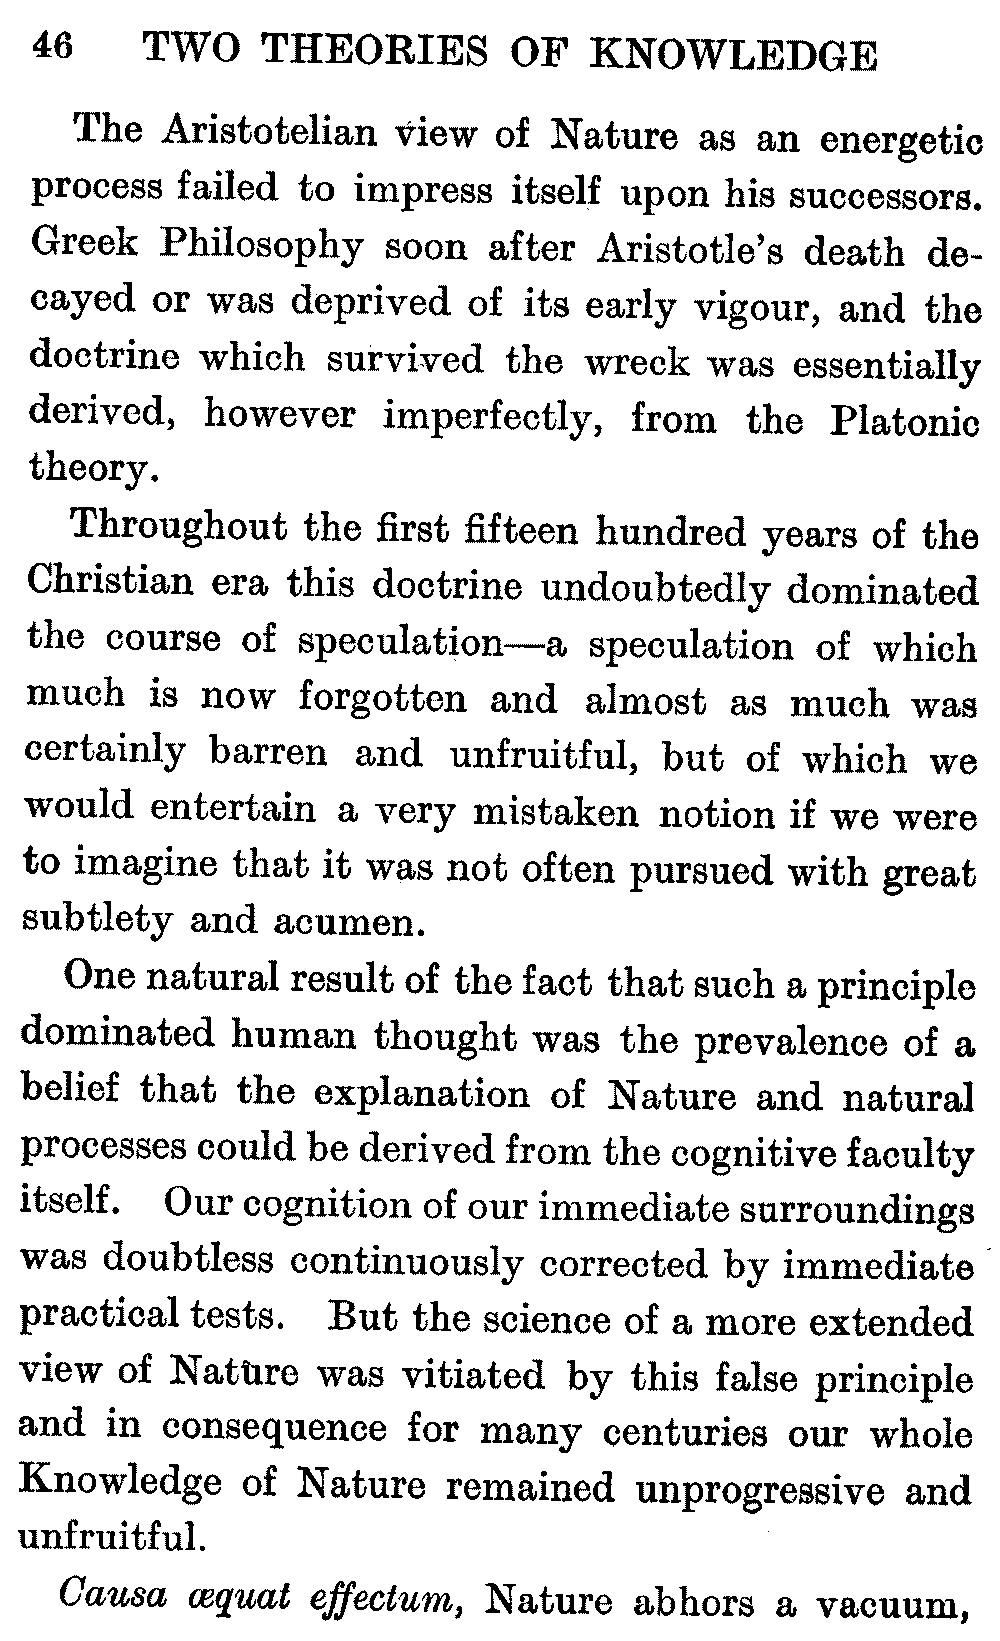 46 TWO THEORIES OF KNOWLEDGE
The Aristotelian view of Nature as an energetic
process failed to impress itself upon his successors.
Greek Philosophy soon after Aristotle's death de-
cayed or was deprived of its early vigour, and the
doctrine which survived the wreck was essentially
derived, however imperfectly, from the Platonic
theory.
Throughout the first fifteen hundred years of the
Christian era this doctrine undoubtedly dominated
the course of speculation—a speculation of which
much is now forgotten and almost as much was
certainly barren and unfruitful, but of which we
would entertain a very mistaken notion if we were
to imagine that it was not often pursued with great
subtlety and acumen.
One natural result of the fact that such a principle
dominated human thought was the prevalence of a
belief that the explanation of Nature and natural
processes could be derived from the cognitive faculty
itself. Our cognition of our immediate surroundings
was doubtless continuously corrected by immediate
practical tests. But the science of a more extended
view of Nature was vitiated by this false principle
and in consequence for many centuries our whole
Knowledge of Nature remained unprogressive and
unfruitful.
Causa æquat effectum, Nature abhors a vacuum,